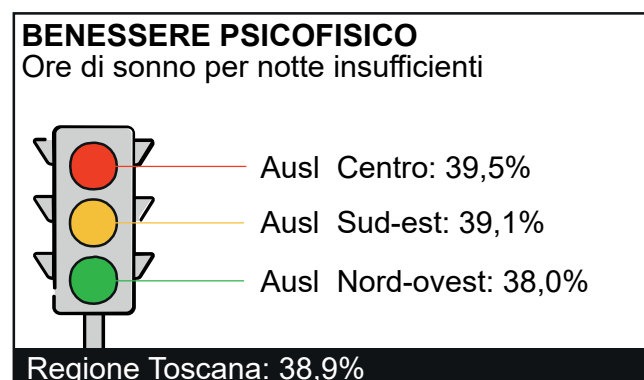 BENESSERE PSICOFISICO
Ore di sonno per notte insufficienti
Ausl Centro: 39,5%
Ausl Sud-est: 39,1%
Ausl Nord-ovest: 38,0%
Regione Toscana: 38,9%